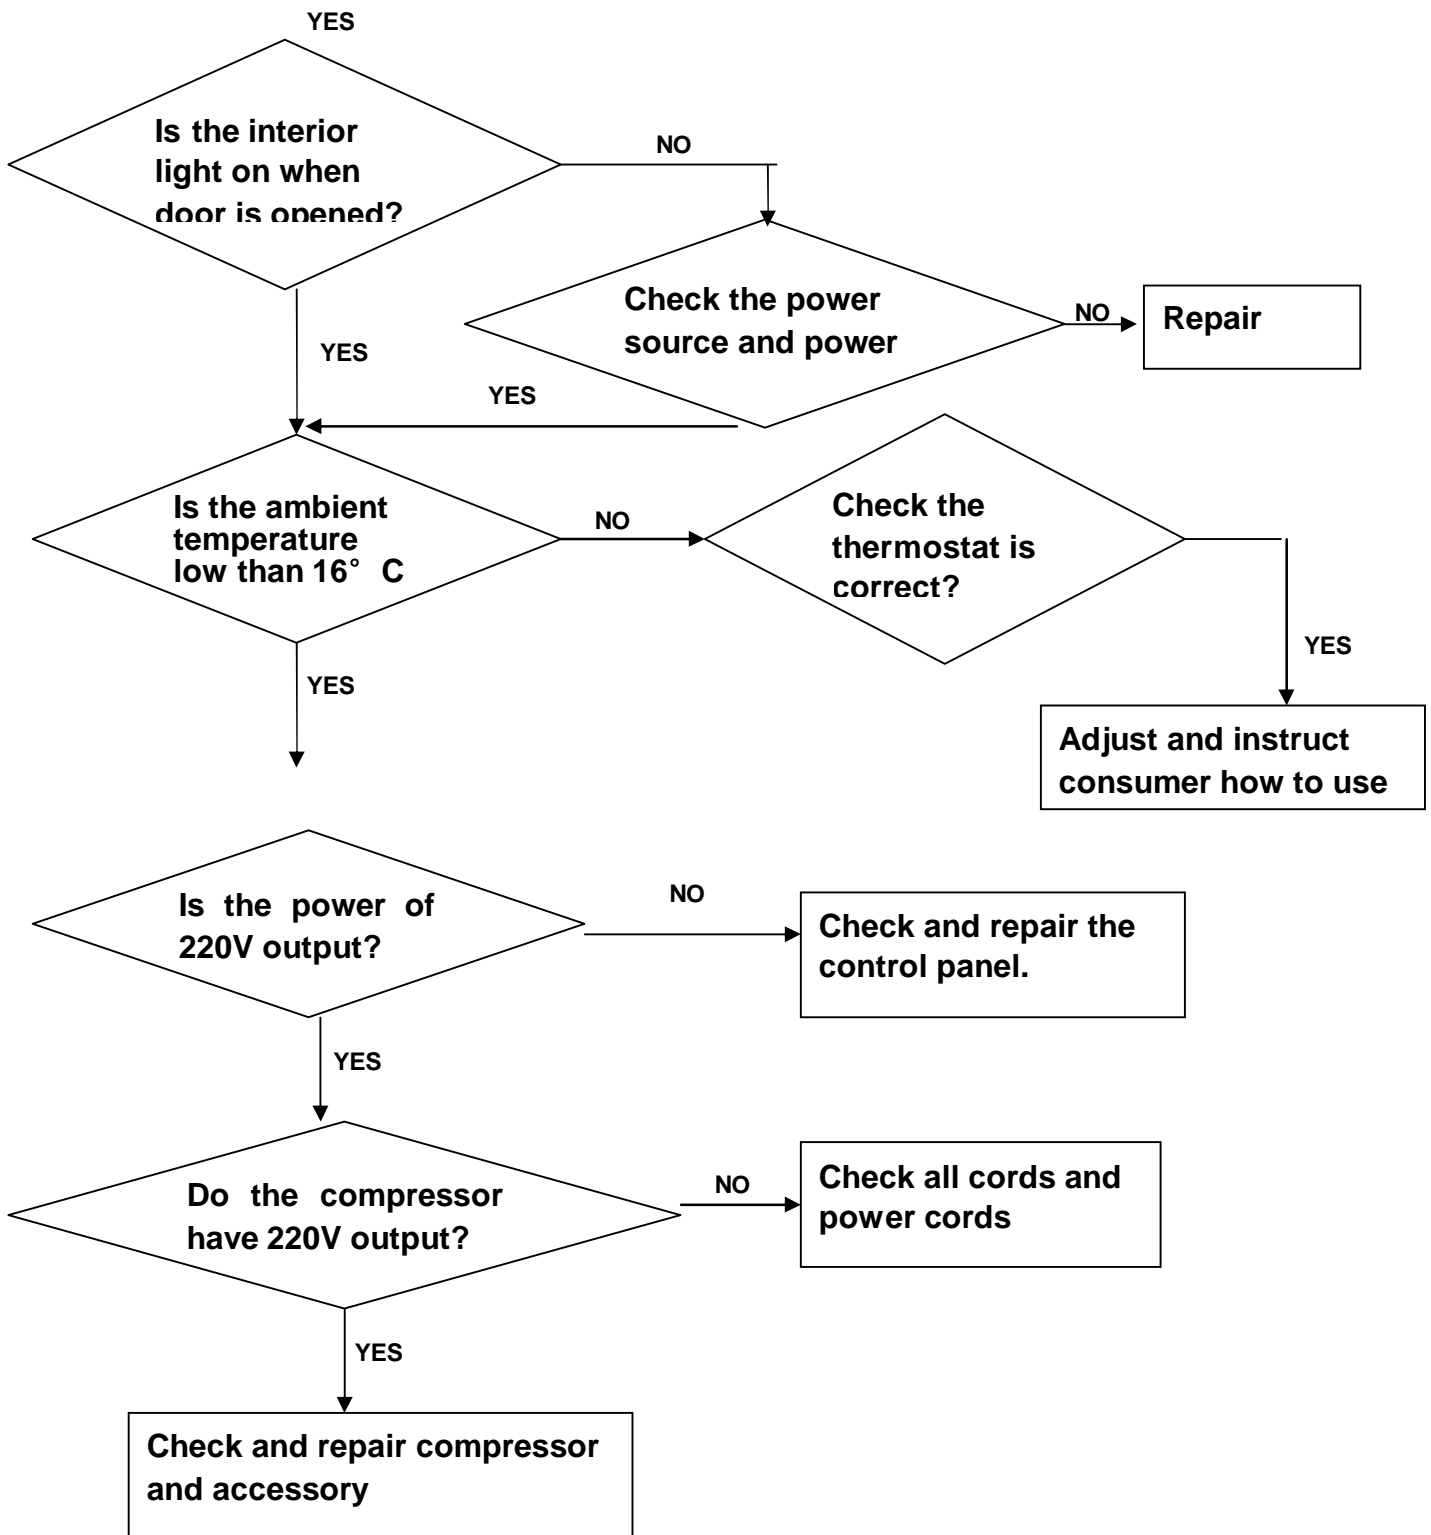 YES
Is the interior
light on when
door is opened?
NO
Check the power
source and power
NO
Repair
YES
YES
Is the ambient
temperature
low than 16° C
NO
Check the
thermostat is
correct?
YES
YES
Adjust and instruct
consumer how to use
Is the power of
220V output?
NO
Check and repair the
control panel.
YES
Do the compressor
have 220V output?
NO
Check all cords and
power cords
YES
Check and repair compressor
and accessory